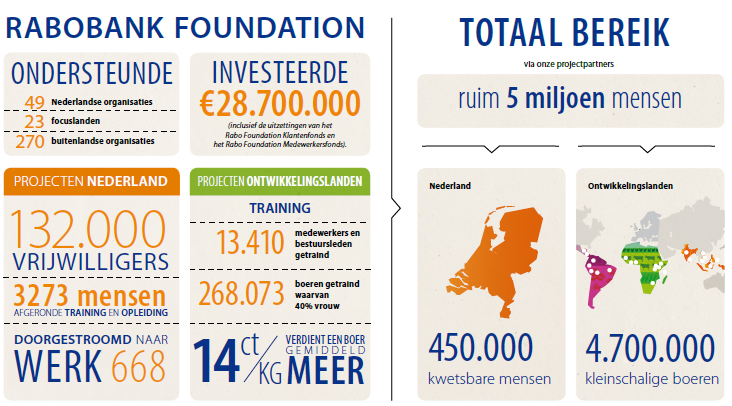 RABOBANK FOUNDATION
ONDERSTEUNDE
49 Nederlandse organisaties
23 focuslanden
270 buitenlandse organisaties
INVESTEERDE
€28.700.000
(inclusief de uitzettingen van het
Rabo Foundation Klantenfonds en
het Rabo Foundation Medewerkersfonds).
PROJECTEN NEDERLAND
132.000
VRIJWILLIGERS
3273 mensen
AFGERONDE TRAINING EN OPLEIDING
DOORGESTROOMD NAAR
WERK 668
PROJECTEN ONTWIKKELINGSLANDEN
TRAINING
13.410 medewerkers en
bestuursleden
getraind
268.073 boeren getraind
waarvan
40% vrouw
14 ct/KG VERDIENT EEN BOER
GEMIDDELD
MEER
TOTAAL BEREIK
via onze projectpartners
ruim 5 miljoen mensen
Nederland
450.000
kwetsbare mensen
Ontwikkelingslanden
4.700.000
kleinschalige boeren